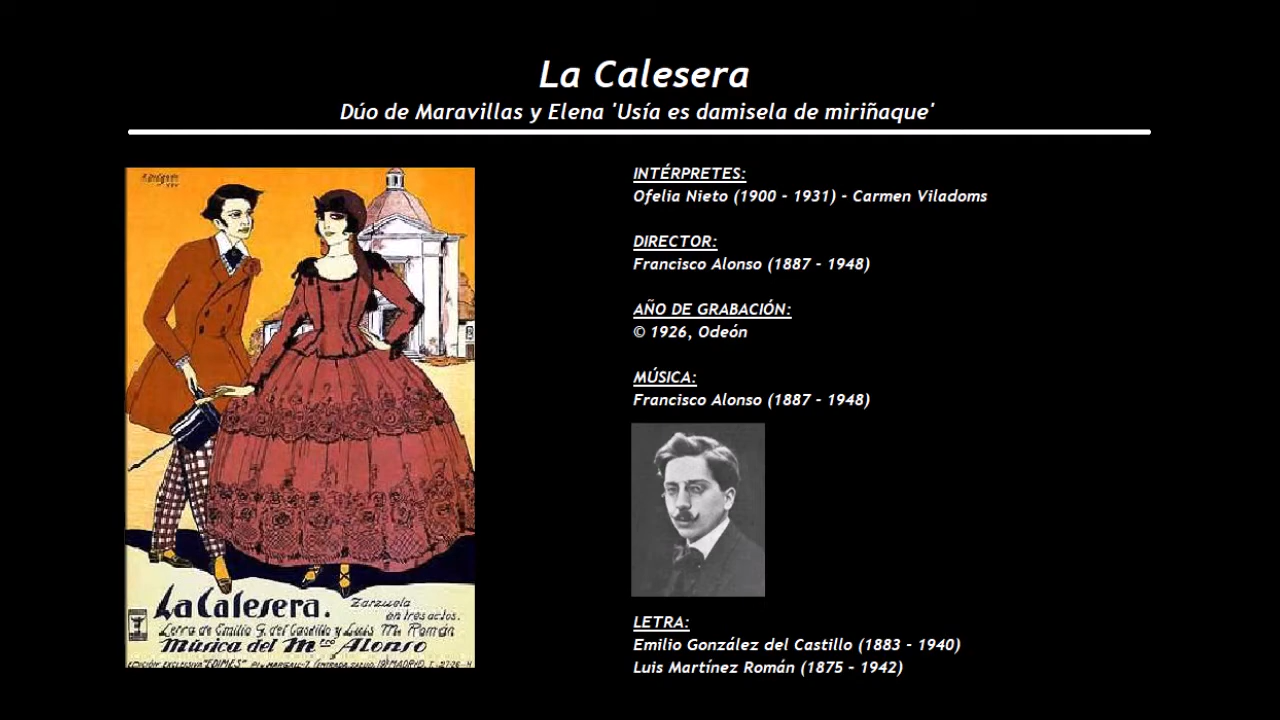 La Calesera
Dúo de Maravillas y Elena 'Usía es damisela de miriñaque'
INTÉRPRETES:
Ofelia Nieto (1900 - 1931) - Carmen Viladoms
DIRECTOR:
Francisco Alonso (1887 - 1948)
AÑO DE GRABACIÓN:
© 1926, Odeón
MÚSICA:
Francisco Alonso (1887 - 1948)
LETRA:
Emilio González del Castillo (1883 - 1940)
Luis Martínez Román (1875 - 1942)
La Calesera.
Zarzuela
en tres actos.
Letra de Emilio G. del Castillo y Luis M. Román
Música del Mtro Alonso